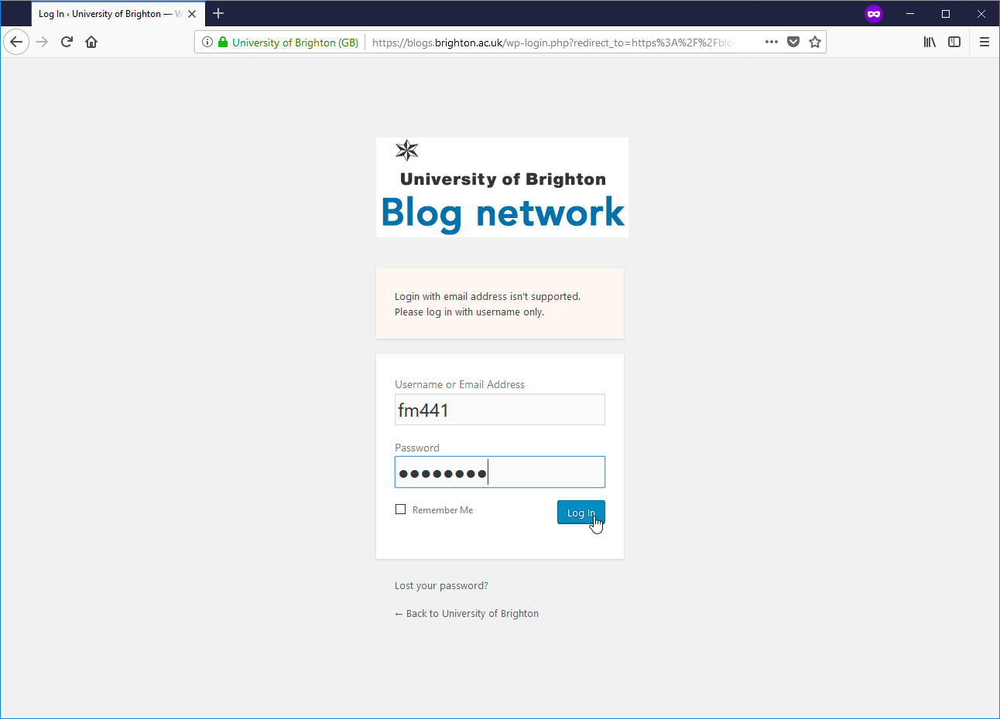 Log In ‹ University of Brighton — W
University of Brighton (GB)
https://blogs.brighton.ac.uk/wp-login.php?redirect_to=https%3A%2F%2Fbloc
University of Brighton
Blog network
Login with email address isn't supported.
Please log in with username only.
Username or Email Address
fm441
Password
●●●●●●●●
Remember Me
Log In
Lost your password?
← Back to University of Brighton